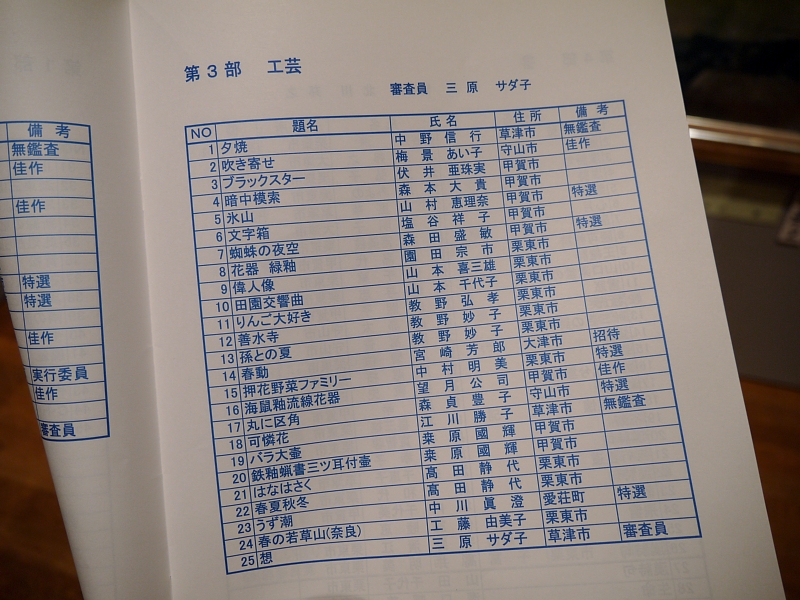 備 考
無鑑査
佳作
佳作
特選
特選
佳作
実行委員
佳作
審査員
第3部 工芸
審査員 三 原 サダ子
NO 題名 氏 名 住 所 備 考
1 夕焼 中 野 信 行 草津市 無鑑査
2 吹き寄せ 梅 景 あい子 守山市 佳作
3 ブラックスター 伏 井 亜珠実 甲賀市
4 暗中模索 森 本 大 貴 甲賀市
5 氷山 山 村 恵理奈 甲賀市 特選
6 文字箱 塩 谷 祥 子 甲賀市
7 蜘蛛の夜空 森 田 盛 敏 甲賀市 特選
8 花器 緑釉 園 田 宗 市 栗東市
9 偉人像 山 本 喜三雄 栗東市
10 田園交響曲 山 本 千代子 栗東市
11 りんご大好き 教 野 弘 孝 栗東市
12 善水寺 教 野 妙 子 栗東市
13 孫との夏 教 野 妙 子 栗東市
14 春動 宮 崎 芳 郎 大津市 招待
15 押花野菜ファミリー 中 村 明 美 栗東市 特選
16 海鼠釉流線花器 望 月 公 司 甲賀市 佳作
17 丸に区角 森 貞 豊 子 守山市 特選
18 可憐花 江 川 勝 子 草津市 無鑑査
19 バラ大壷 桒 原 國 輝 甲賀市
20 鉄釉蝋書三ツ耳付壷 桒 原 國 輝 甲賀市
21 はなはさく 髙 田 静 代 栗東市
22 春夏秋冬 髙 田 静 代 栗東市
23 うず潮 中 川 眞 澄 愛荘町 特選
24 春の若草山(奈良) 工 藤 由美子 栗東市
25 想 三 原 サダ子 草津市 審査員